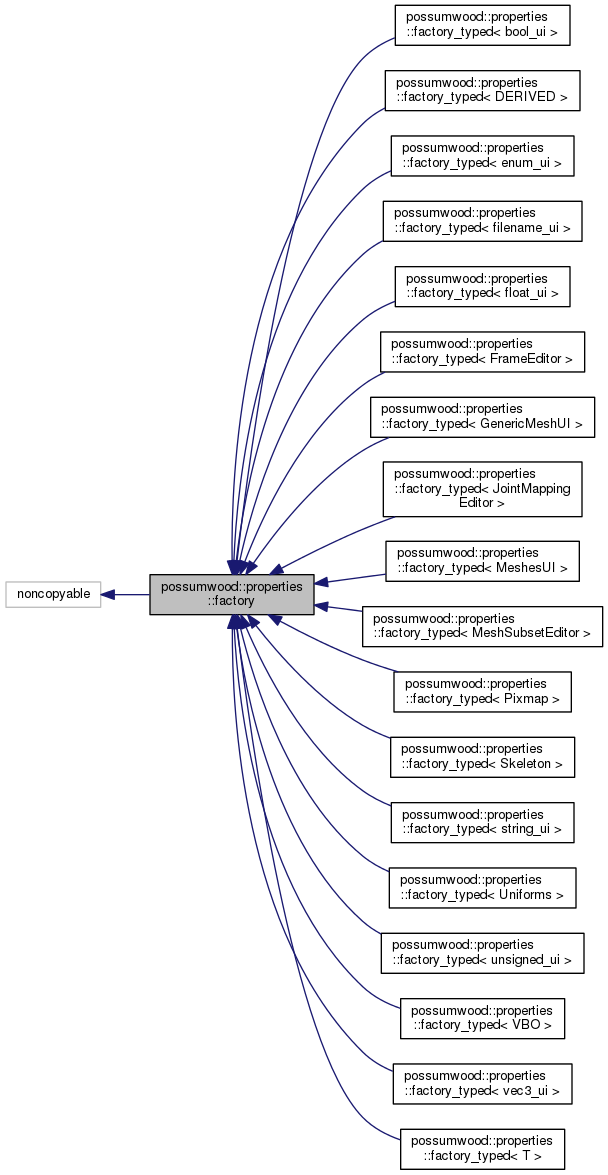 possumwood::properties
::factory_typed< bool_ui >
possumwood::properties
::factory_typed< DERIVED >
possumwood::properties
::factory_typed< enum_ui >
possumwood::properties
::factory_typed< filename_ui >
possumwood::properties
::factory_typed< float_ui >
possumwood::properties
::factory_typed< FrameEditor >
possumwood::properties
::factory_typed< GenericMeshUI >
possumwood::properties
::factory_typed< JointMapping
Editor >
possumwood::properties
::factory_typed< MeshesUI >
noncopyable
possumwood::properties
::factory
possumwood::properties
::factory_typed< MeshSubsetEditor >
possumwood::properties
::factory_typed< Pixmap >
possumwood::properties
::factory_typed< Skeleton >
possumwood::properties
::factory_typed< string_ui >
possumwood::properties
::factory_typed< Uniforms >
possumwood::properties
::factory_typed< unsigned_ui >
possumwood::properties
::factory_typed< VBO >
possumwood::properties
::factory_typed< vec3_ui >
possumwood::properties
::factory_typed< T >